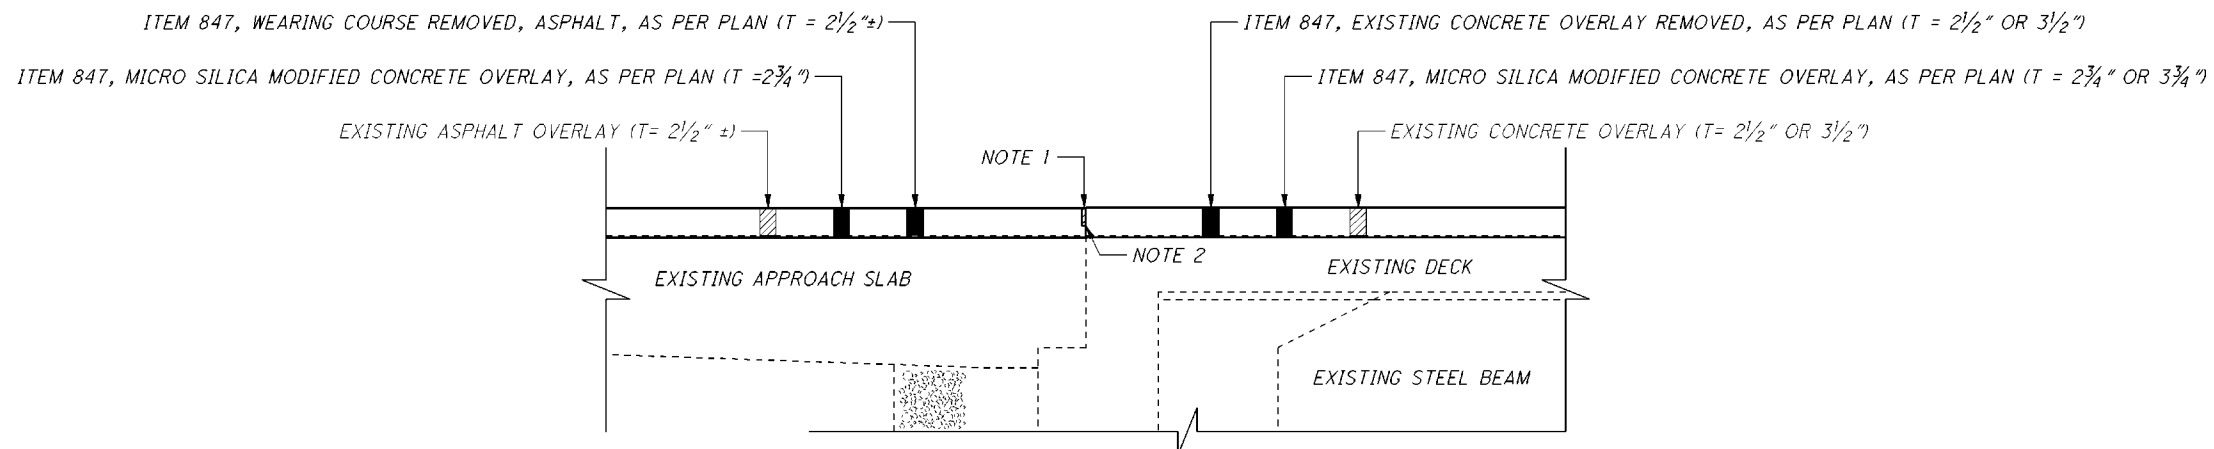 ITEM 847, WEARING COURSE REMOVED, ASPHALT, AS PER PLAN (T = 2½"±)
ITEM 847, EXISTING CONCRETE OVERLAY REMOVED, AS PER PLAN (T = 2½" OR 3½")
ITEM 847, MICRO SILICA MODIFIED CONCRETE OVERLAY, AS PER PLAN (T =2¾")
ITEM 847, MICRO SILICA MODIFIED CONCRETE OVERLAY, AS PER PLAN (T = 2¾" OR 3¾")
EXISTING ASPHALT OVERLAY (T= 2½" ±)
EXISTING CONCRETE OVERLAY (T= 2½" OR 3½")
NOTE 1
NOTE 2
EXISTING APPROACH SLAB
EXISTING DECK
EXISTING STEEL BEAM